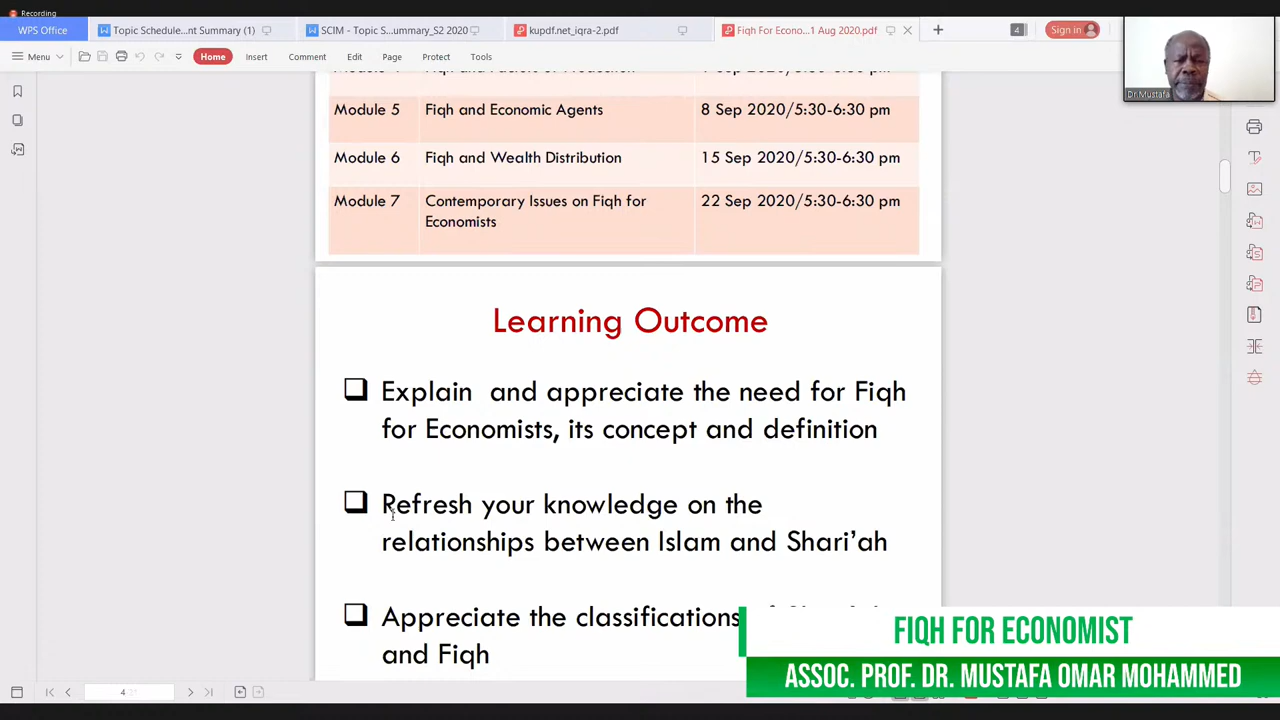 Recording
WPS Office
Topic Schedule...nt Summary (1)
SCIM - Topic S...ummary_S2 2020
kupdf.net_iqra-2.pdf
Fiqh For Econo...1 Aug 2020.pdf
4
Sign in
Menu
Home
Insert
Comment
Edit
Page
Protect
Tools
Dr.Mustafa
Module 5 Fiqh and Economic Agents 8 Sep 2020/5:30-6:30 pm
Module 6 Fiqh and Wealth Distribution 15 Sep 2020/5:30-6:30 pm
Module 7 Contemporary Issues on Fiqh for 22 Sep 2020/5:30-6:30 pm
Economists
Learning Outcome
Explain and appreciate the need for Fiqh
for Economists, its concept and definition
Refresh your knowledge on the
relationships between Islam and Shari’ah
Appreciate the classifications
and Fiqh
FIQH FOR ECONOMIST
ASSOC. PROF. DR. MUSTAFA OMAR MOHAMMED